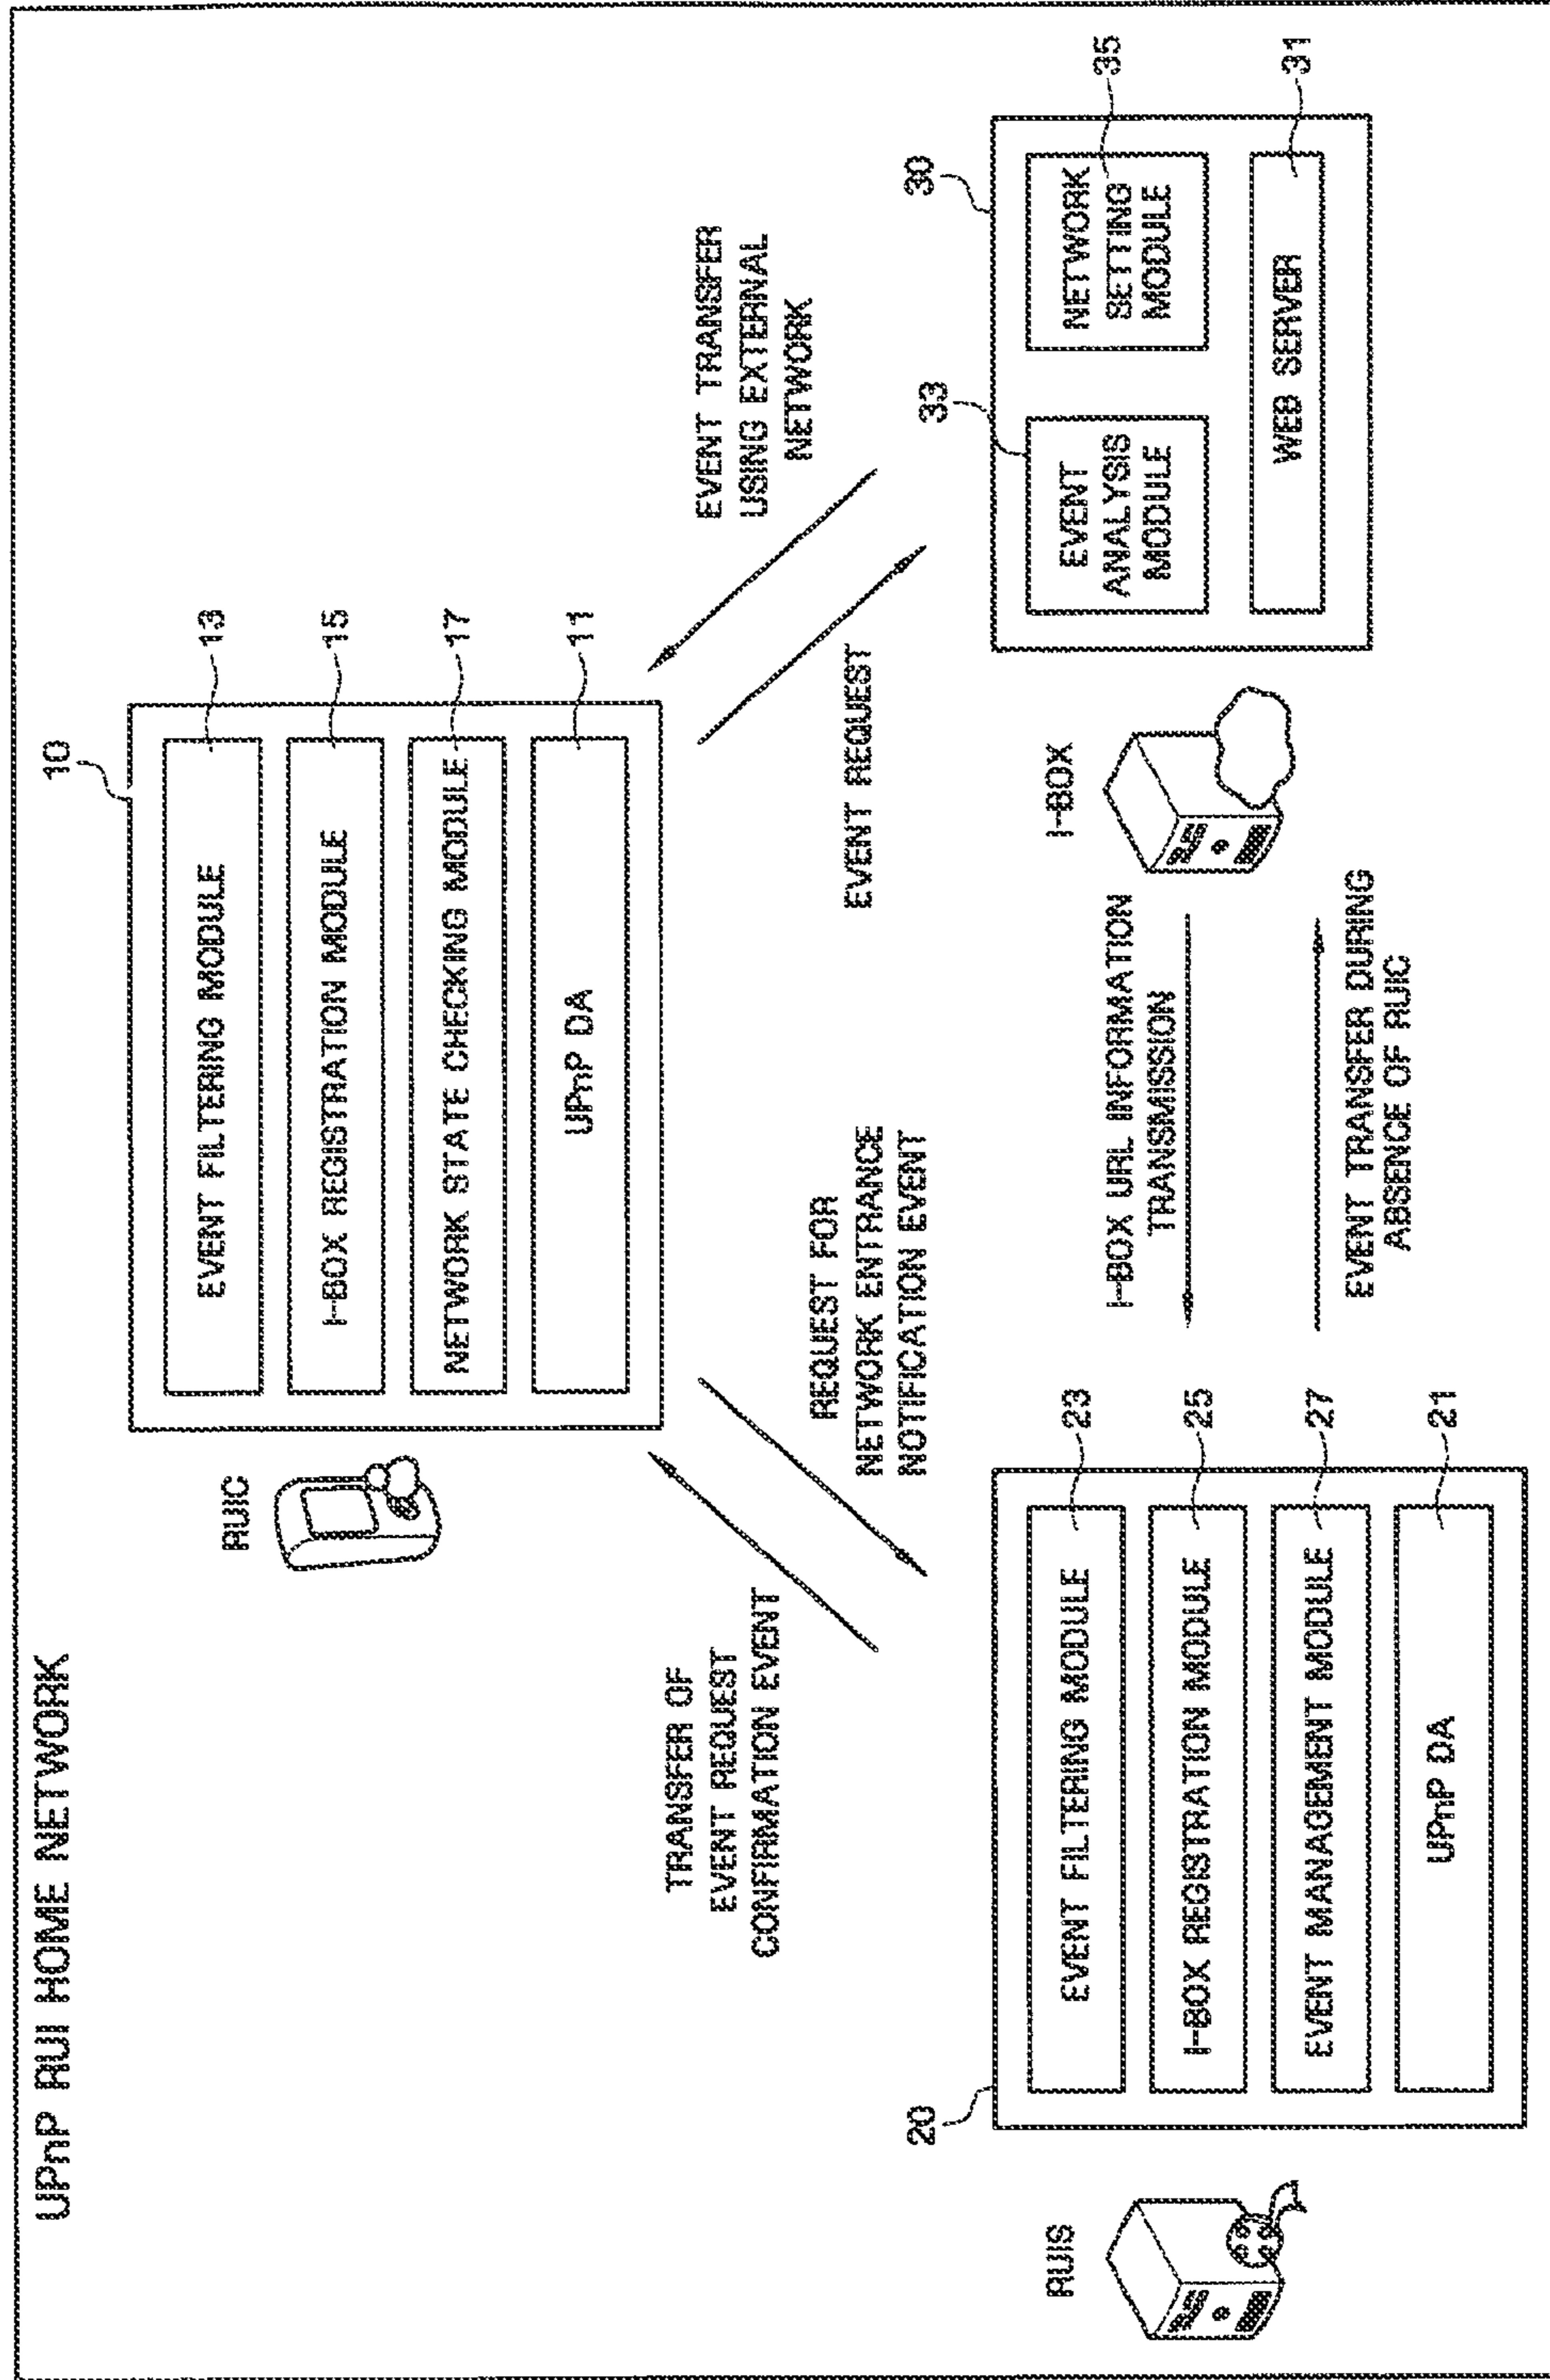 UPnP RUI HOME NETWORK
RUIC
10
EVENT FILTERING MODULE
13
I-BOX REGISTRATION MODULE
15
NETWORK STATE CHECKING MODULE
17
UPnP DA
11
TRANSFER OF
EVENT REQUEST
CONFIRMATION EVENT
REQUEST FOR
NETWORK ENTRANCE
NOTIFICATION EVENT
EVENT REQUEST
EVENT TRANSFER
USING EXTERNAL
NETWORK
RUIS
20
EVENT FILTERING MODULE
23
I-BOX REGISTRATION MODULE
25
EVENT MANAGEMENT MODULE
27
UPnP DA
21
I-BOX URL INFORMATION
TRANSMISSION
EVENT TRANSFER DURING
ABSENCE OF RUIC
I-BOX
30
33
EVENT
ANALYSIS
MODULE
NETWORK
SETTING
MODULE
35
WEB SERVER
31